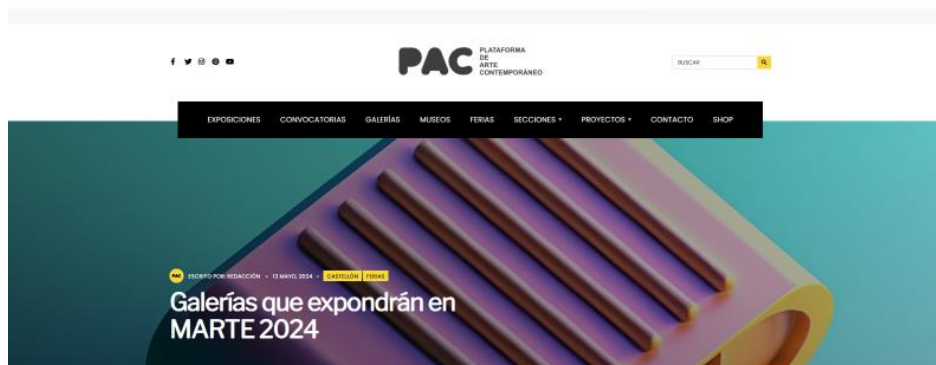 PAC
PLATAFORMA
DE
ARTE
CONTEMPORÁNEO
BUSCAR
EXPOSICIONES CONVOCATORIAS GALERÍAS MUSEOS FERIAS SECCIONES PROYECTOS CONTACTO SHOP
PAC ESCRITO POR: REDACCIÓN • 13 MAYO, 2024 • CASTELLÓN FERIAS
Galerías que expondrán en
MARTE 2024